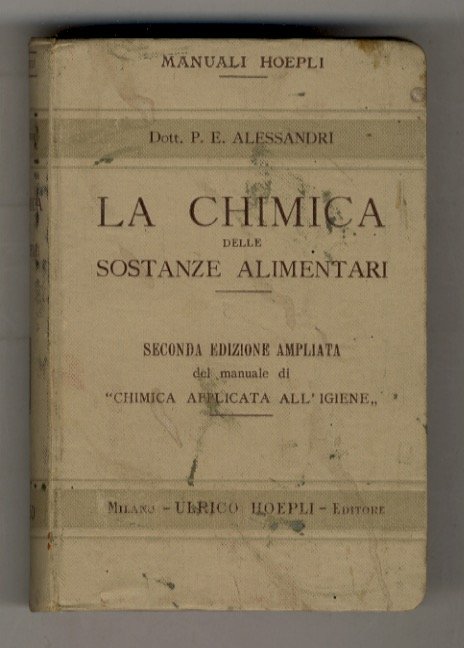 MANUALI HOEPLI
Dott. P. E. ALESSANDRI
LA CHIMICA
DELLE
SOSTANZE ALIMENTARI
SECONDA EDIZIONE AMPLIATA
del manuale di
"CHIMICA APPLICATA ALL'IGIENE„
MILANO - ULRICO HOEPLI - EDITORE